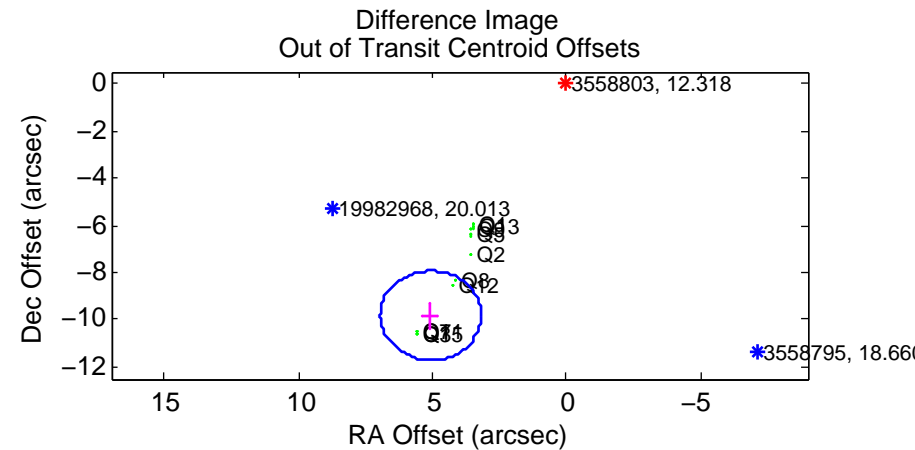 Difference Image
Out of Transit Centroid Offsets
Dec Offset (arcsec)
0
−2
−4
−6
−8
−10
−12
3558803, 12.318
19982968, 20.013
Q2
Q8
Q12
3558795, 18.660
15
10
5
0
−5
RA Offset (arcsec)